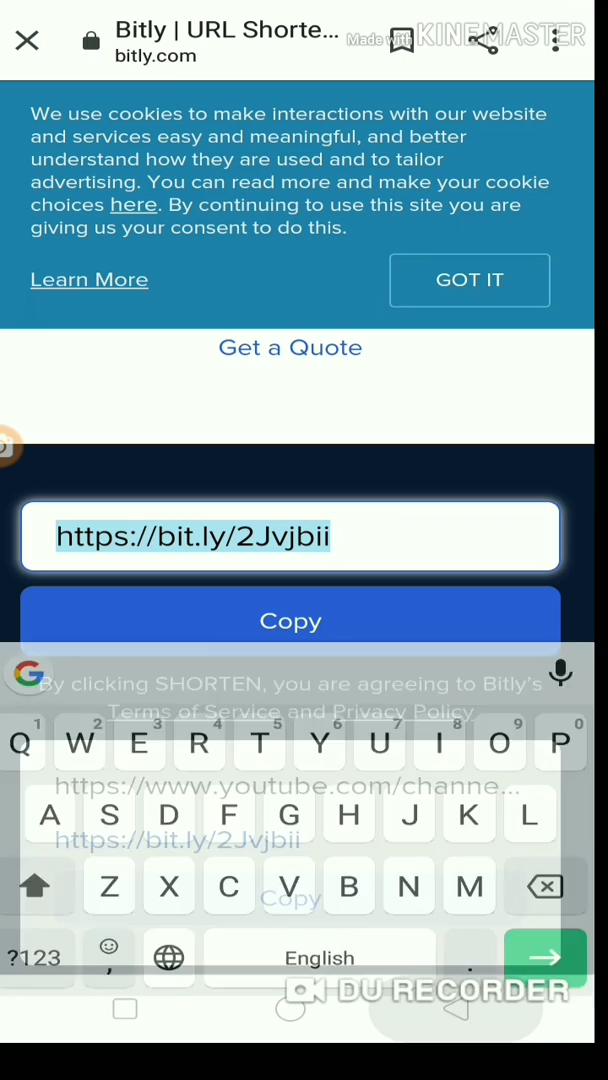 Bitly | URL Shorte...
bitly.com
Made with KINEMASTER
We use cookies to make interactions with our website
and services easy and meaningful, and better
understand how they are used and to tailor
advertising. You can read more and make your cookie
choices here. By continuing to use this site you are
giving us your consent to do this.
Learn More
GOT IT
Get a Quote
https://bit.ly/2Jvjbii
Copy
By clicking SHORTEN, you are agreeing to Bitly's
Terms of Service and Privacy Policy
1 2 3 4 5 6 7 8 9 0
Q W E R T Y U I O P
https://www.youtube.com/channe...
A S D F G H J K L
https://bit.ly/2Jvjbii
Z X C V B N M
Copy
?123 , English .
DU RECORDER